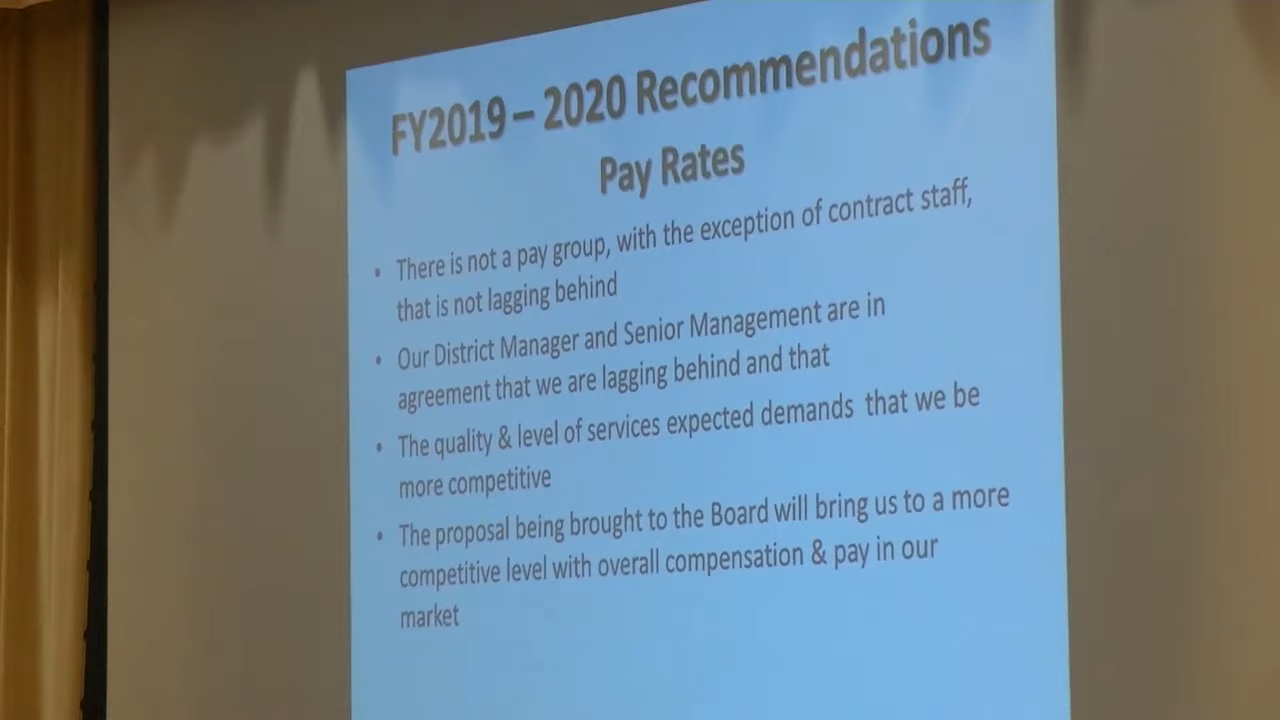 FY2019 – 2020 Recommendations
Pay Rates
• There is not a pay group, with the exception of contract staff,
that is not lagging behind
• Our District Manager and Senior Management are in
agreement that we are lagging behind and that
• The quality & level of services expected demands that we be
more competitive
• The proposal being brought to the Board will bring us to a more
competitive level with overall compensation & pay in our
market